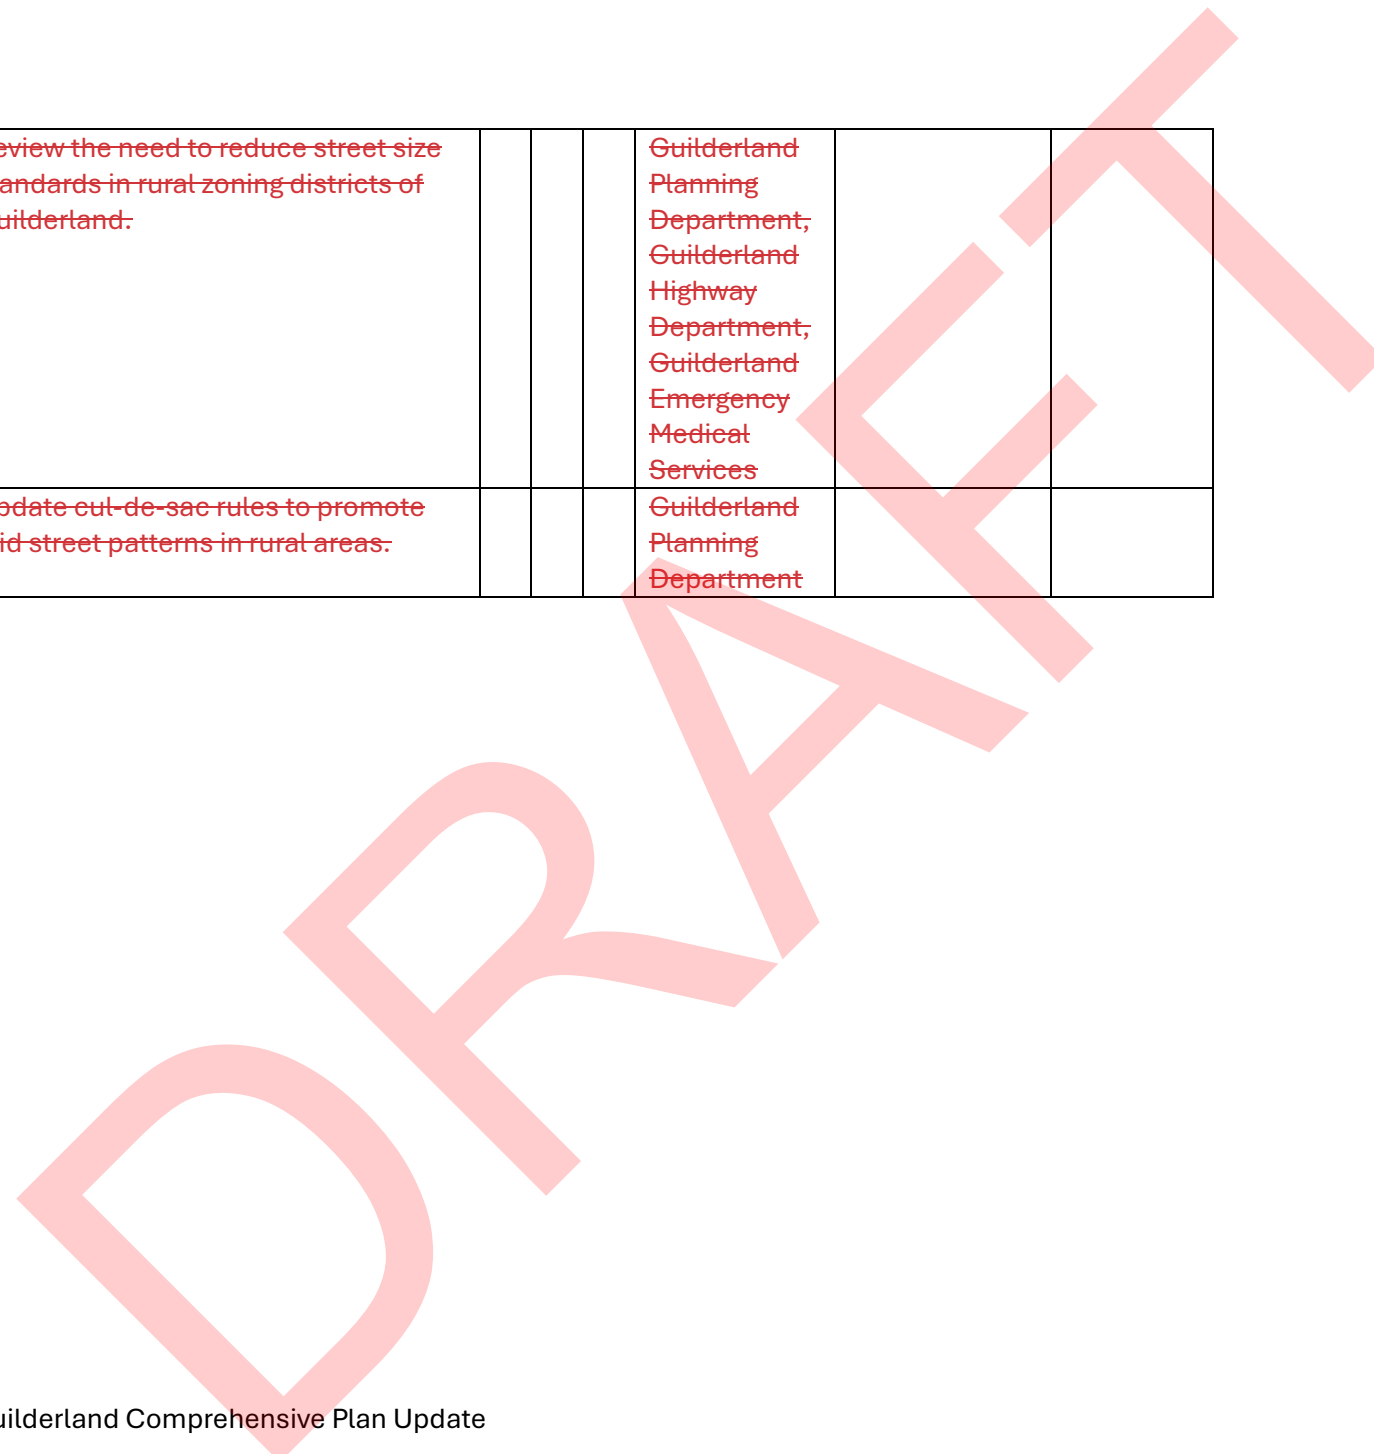 eview the need to reduce street size
andards in rural zoning districts of
uilderland.
Guilderland
Planning
Department,
Guilderland
Highway
Department,
Guilderland
Emergency
Medical
Services
pdate cul-de-sac rules to promote
id street patterns in rural areas.
Guilderland
Planning
Department
DRAFT
uilderland Comprehensive Plan Update